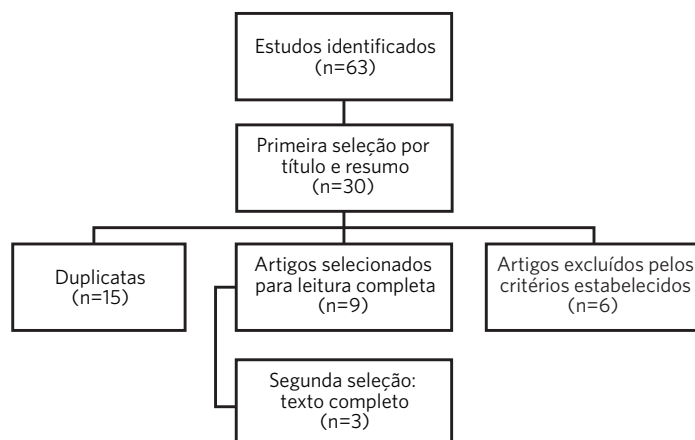 Estudos identificados
(n=63)
Primeira seleção por
título e resumo
(n=30)
Duplicatas
(n=15)
Artigos selecionados
para leitura completa
(n=9)
Artigos excluídos pelos
critérios estabelecidos
(n=6)
Segunda seleção:
texto completo
(n=3)